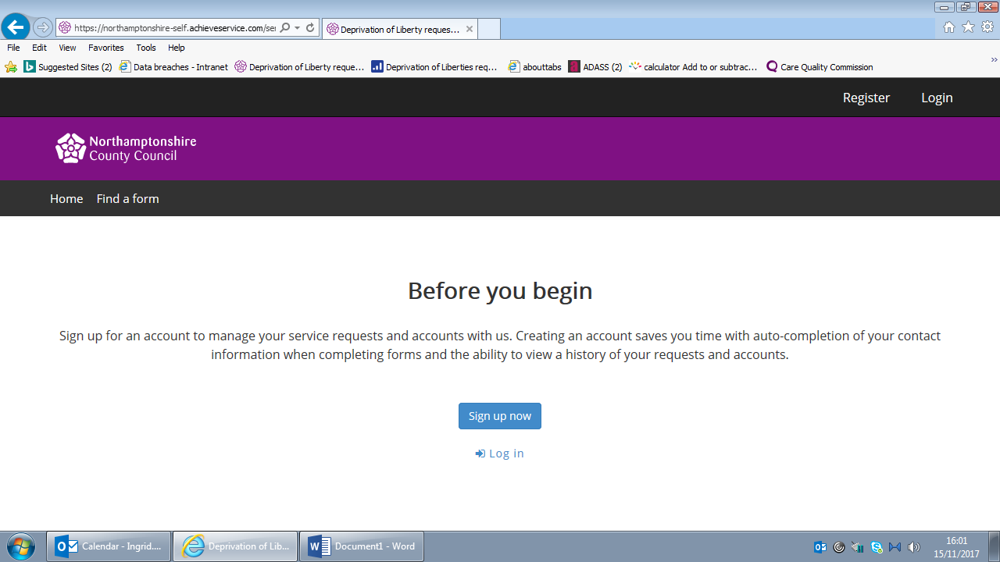 https://northamptonshire-self.achieveservice.com/ser
Deprivation of Liberty reques...
File Edit View Favorites Tools Help
Suggested Sites (2) Data breaches - Intranet Deprivation of Liberty reque... Deprivation of Liberties req... abouttabs ADASS (2) calculator Add to or subtrac... Care Quality Commission
Register Login
Northamptonshire
County Council
Home Find a form
Before you begin
Sign up for an account to manage your service requests and accounts with us. Creating an account saves you time with auto-completion of your contact
information when completing forms and the ability to view a history of your requests and accounts.
Sign up now
Log in
Calendar - Ingrid.... Deprivation of Lib... Document1 - Word
16:01
15/11/2017